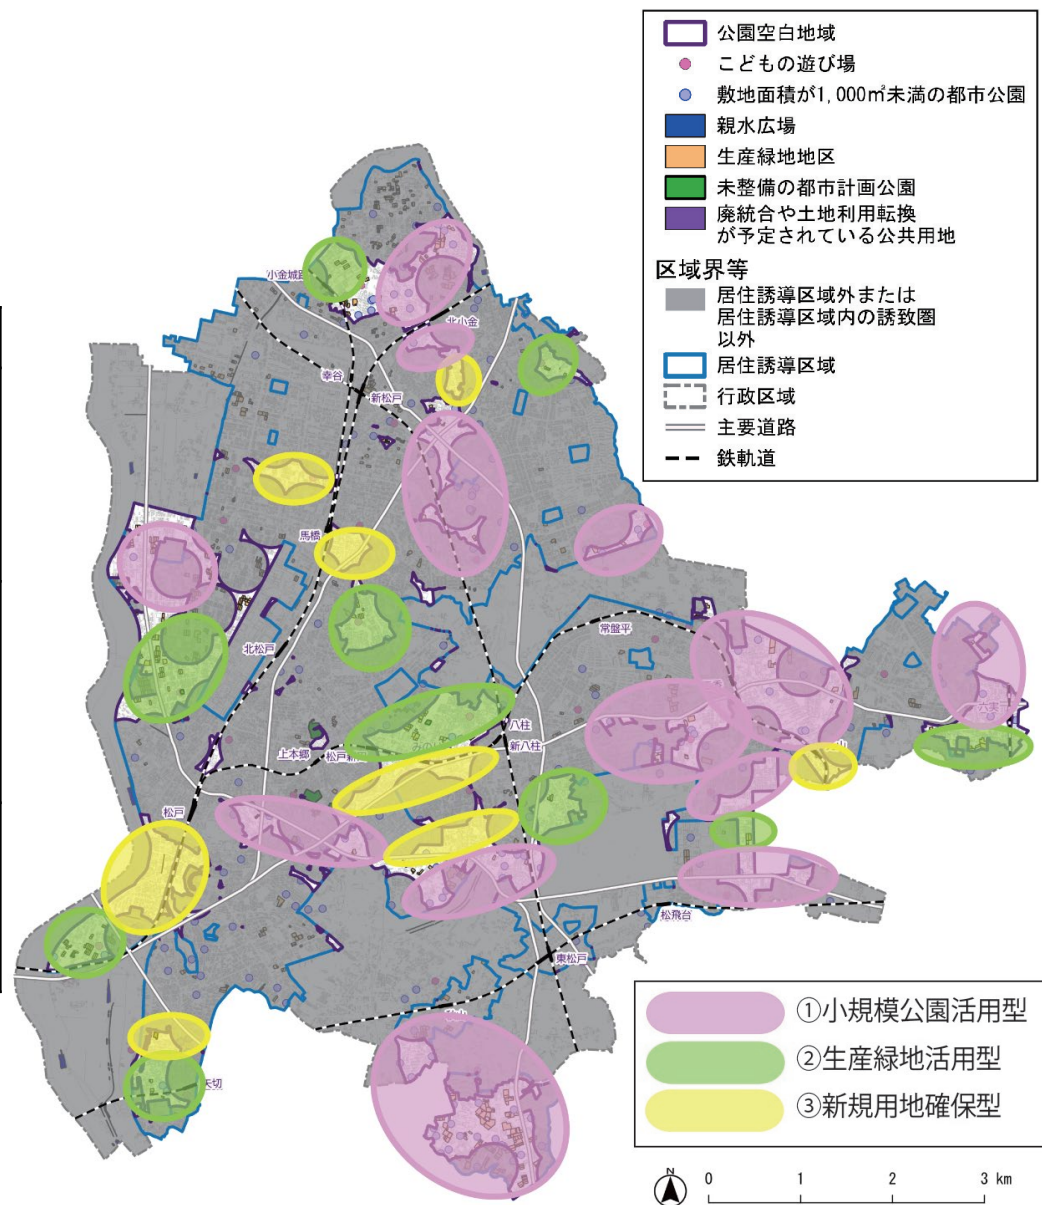 公園空白地域
こどもの遊び場
敷地面積が1,000㎡未満の都市公園
親水広場
生産緑地地区
未整備の都市計画公園
廃統合や土地利用転換
が予定されている公共用地
区域界等
居住誘導区域外または
居住誘導区域内の誘致圏
以外
居住誘導区域
行政区域
主要道路
鉄軌道
小金城
北小金
幸谷
新松戸
馬橋
常盤平
北松戸
六実
八柱
みの
新八柱
上本郷
松戸新
松戸
松飛台
東松戸
矢切
①小規模公園活用型
②生産緑地活用型
③新規用地確保型
N
0 1 2 3 km